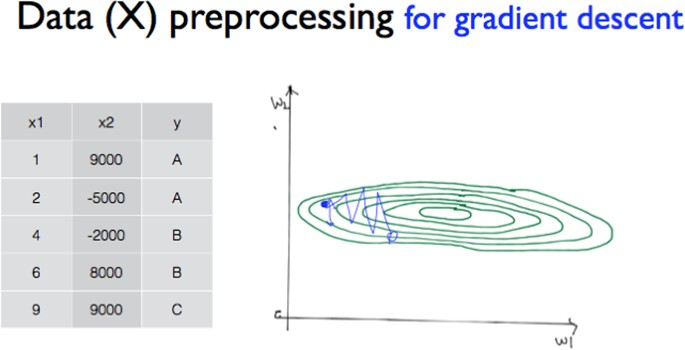 Data (X) preprocessing for gradient descent
x1 x2 y
1 9000 A
2 -5000 A
4 -2000 B
6 8000 B
9 9000 C
W2
W1